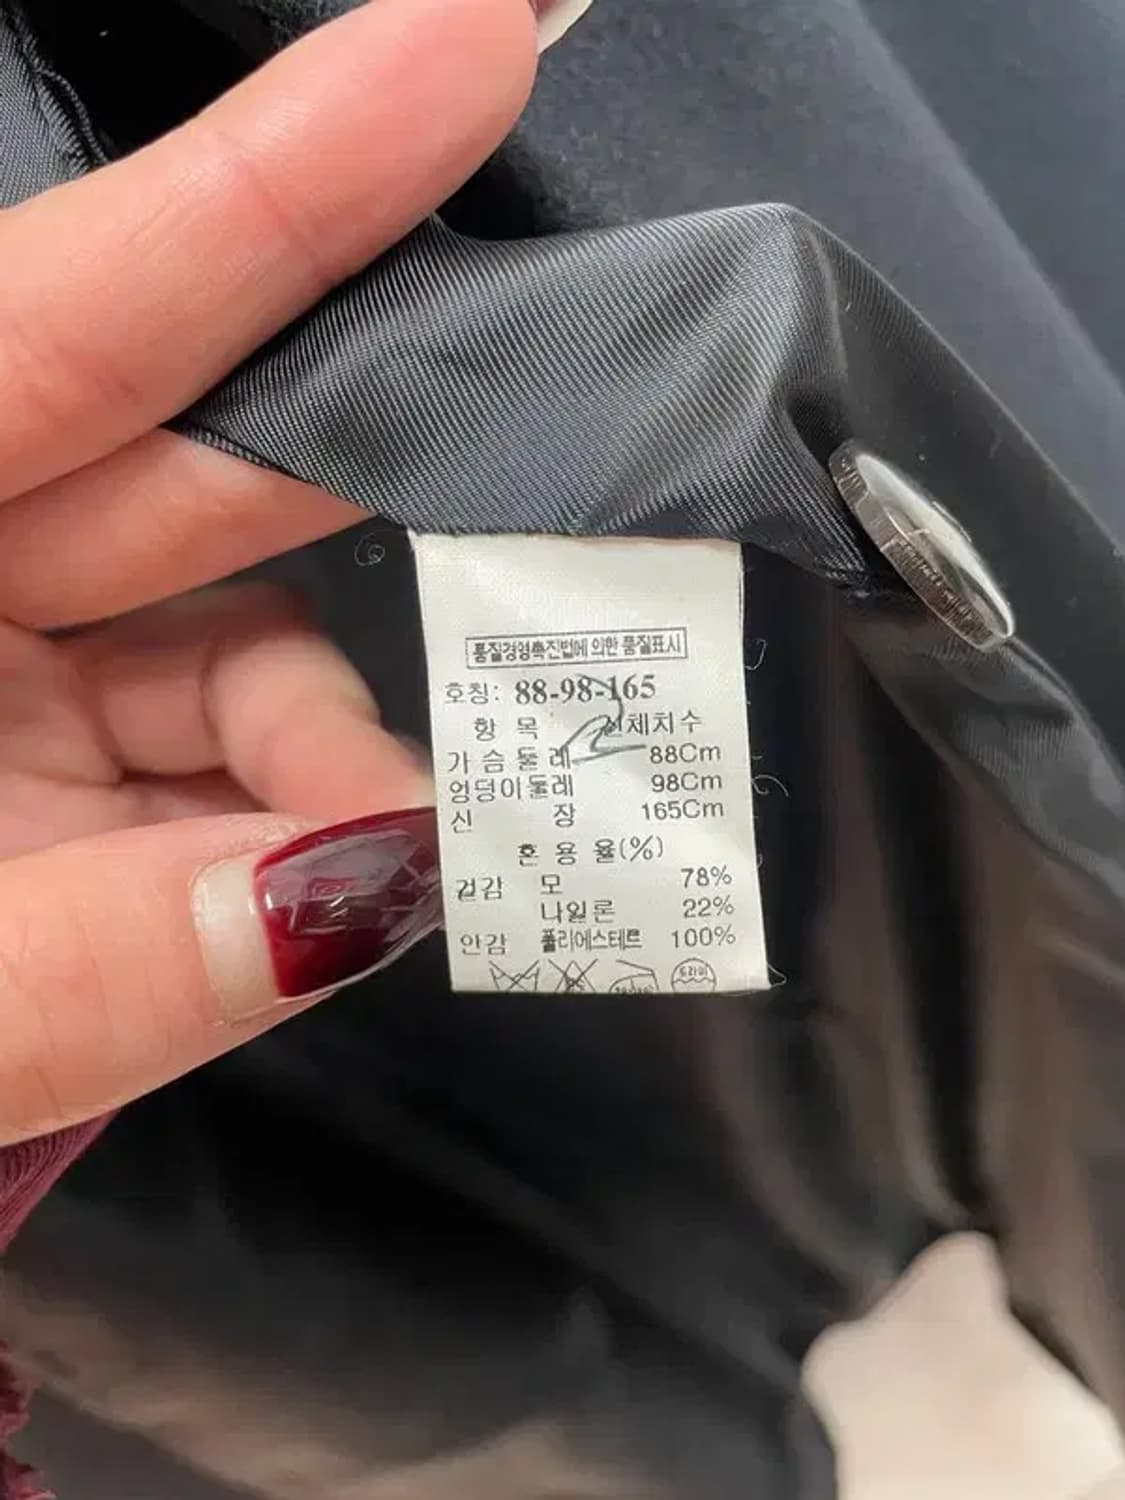 품질경영촉진법에 의한 품질표시
호칭: 88-98-165
항 목 신체치수
가 슴 둘 레 88Cm
엉덩이둘레 98Cm
신 장 165Cm
혼 용 율(%)
겉감 모 78%
나일론 22%
안감 폴리에스테르 100%
드라이